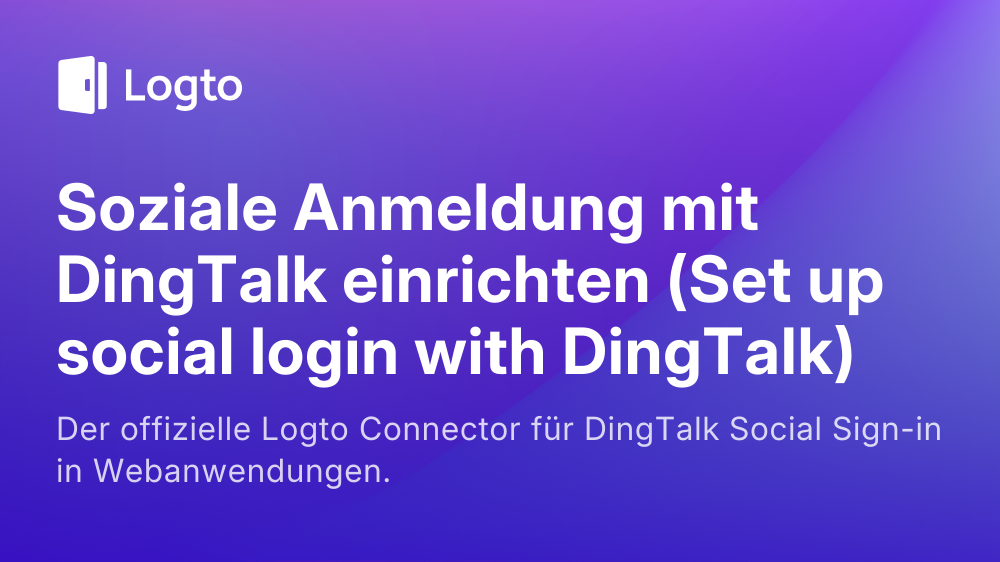 Logto
Soziale Anmeldung mit
DingTalk einrichten (Set up
social login with DingTalk)
Der offizielle Logto Connector für DingTalk Social Sign-in
in Webanwendungen.